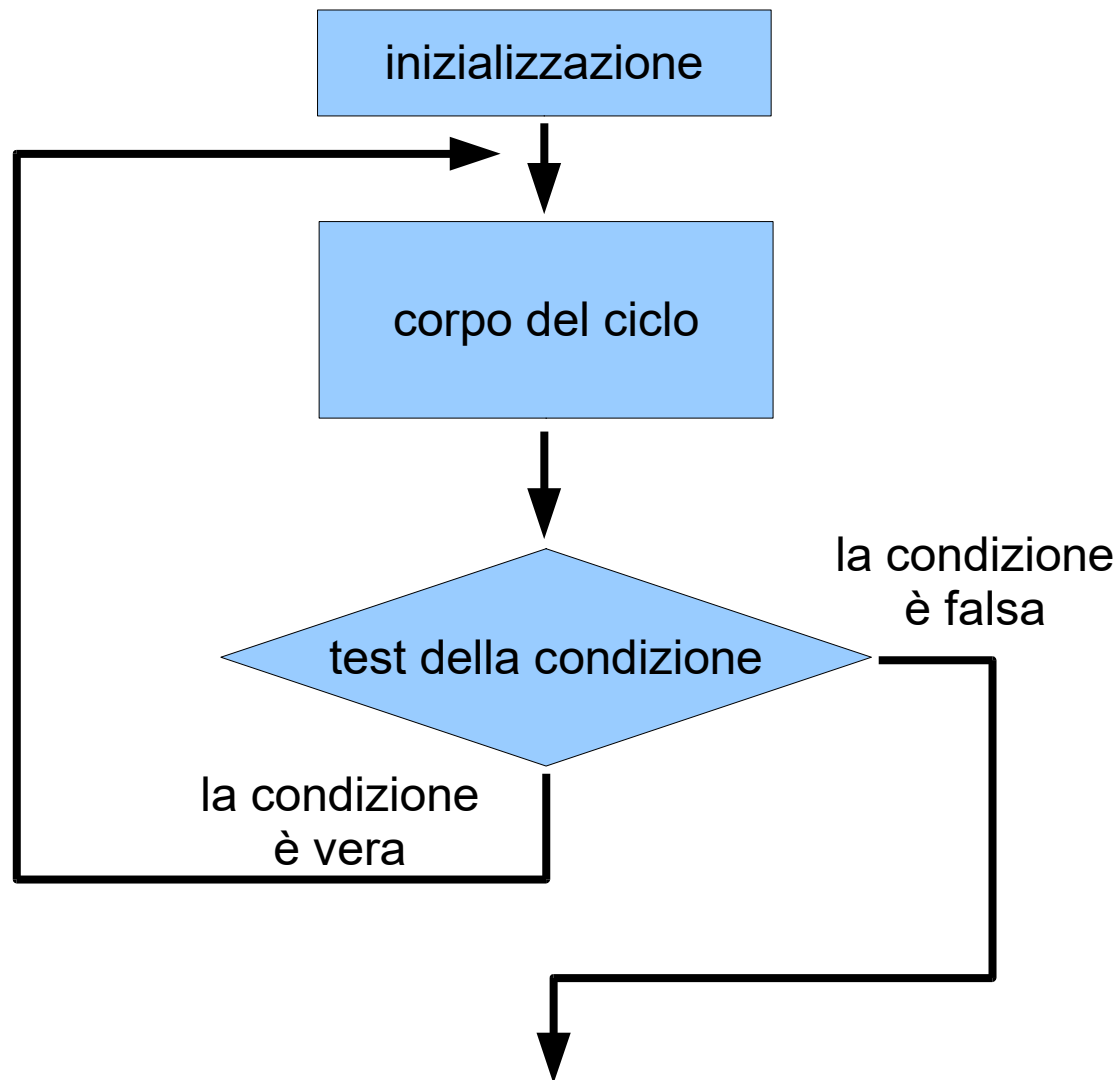 inizializzazione
corpo del ciclo
la condizione
è falsa
test della condizione
la condizione
è vera